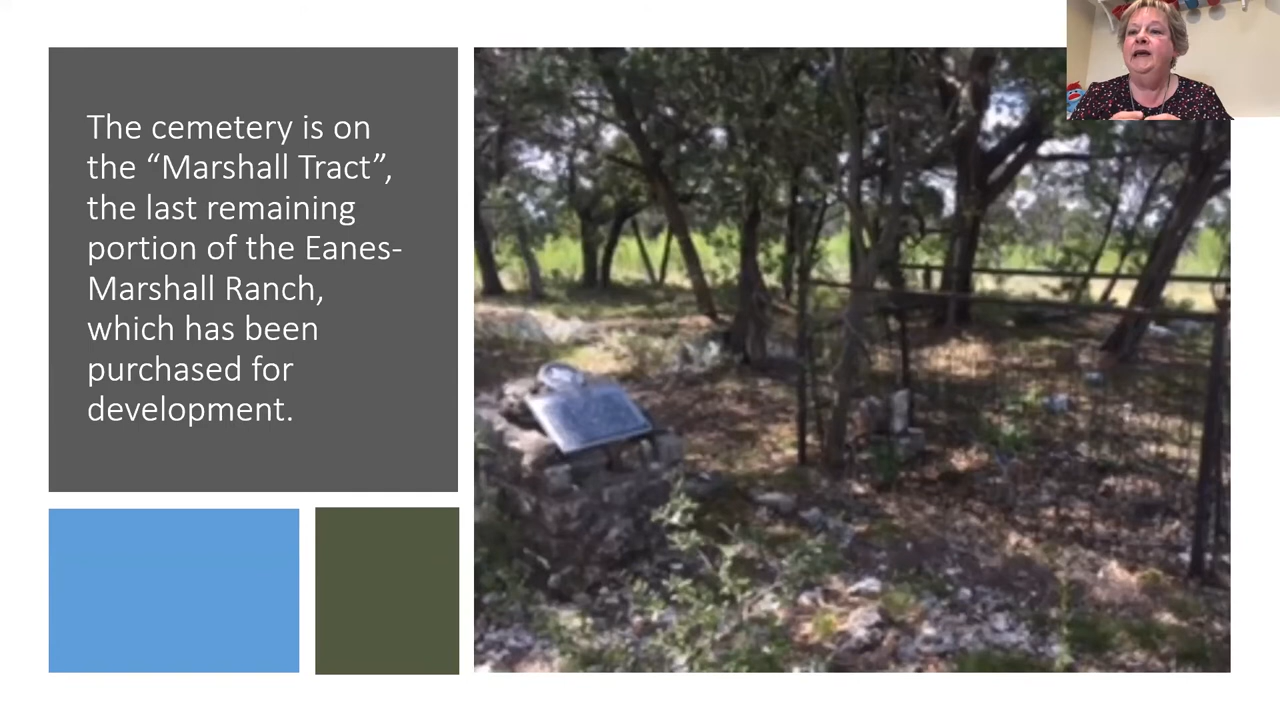 The cemetery is on
the “Marshall Tract”,
the last remaining
portion of the Eanes-
Marshall Ranch,
which has been
purchased for
development.